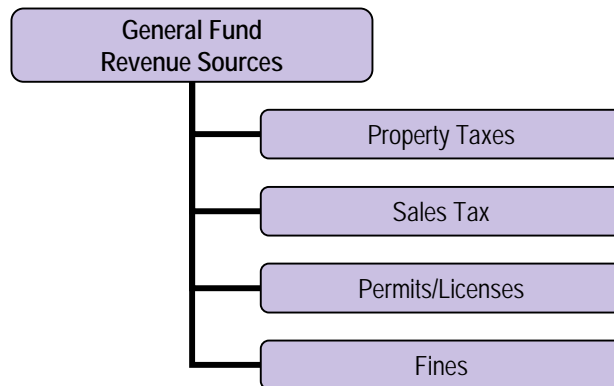 General Fund
Revenue Sources
Property Taxes
Sales Tax
Permits/Licenses
Fines